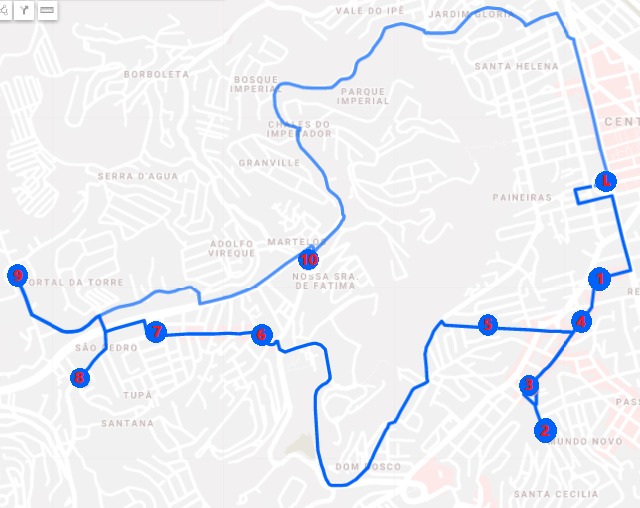 VALE DO IPÊ
JARDIM GLORIA
SANTA HELENA
BORBOLETA
BOSQUE
IMPERIAL
PARQUE
IMPERIAL
CHALES DO
IMPERADOR
CENT
GRANVILLE
SERRA D'AGUA
L
PAINEIRAS
ADOLFO
VIREQUE
MARTELOS
10
NOSSA SRA.
DE FATIMA
9
PORTAL DA TORRE
1
RE
4
5
7
6
SÃO PEDRO
8
3
TUPÃ
PASS
SANTANA
2
MUNDO NOVO
DOM BOSCO
SANTA CECILIA